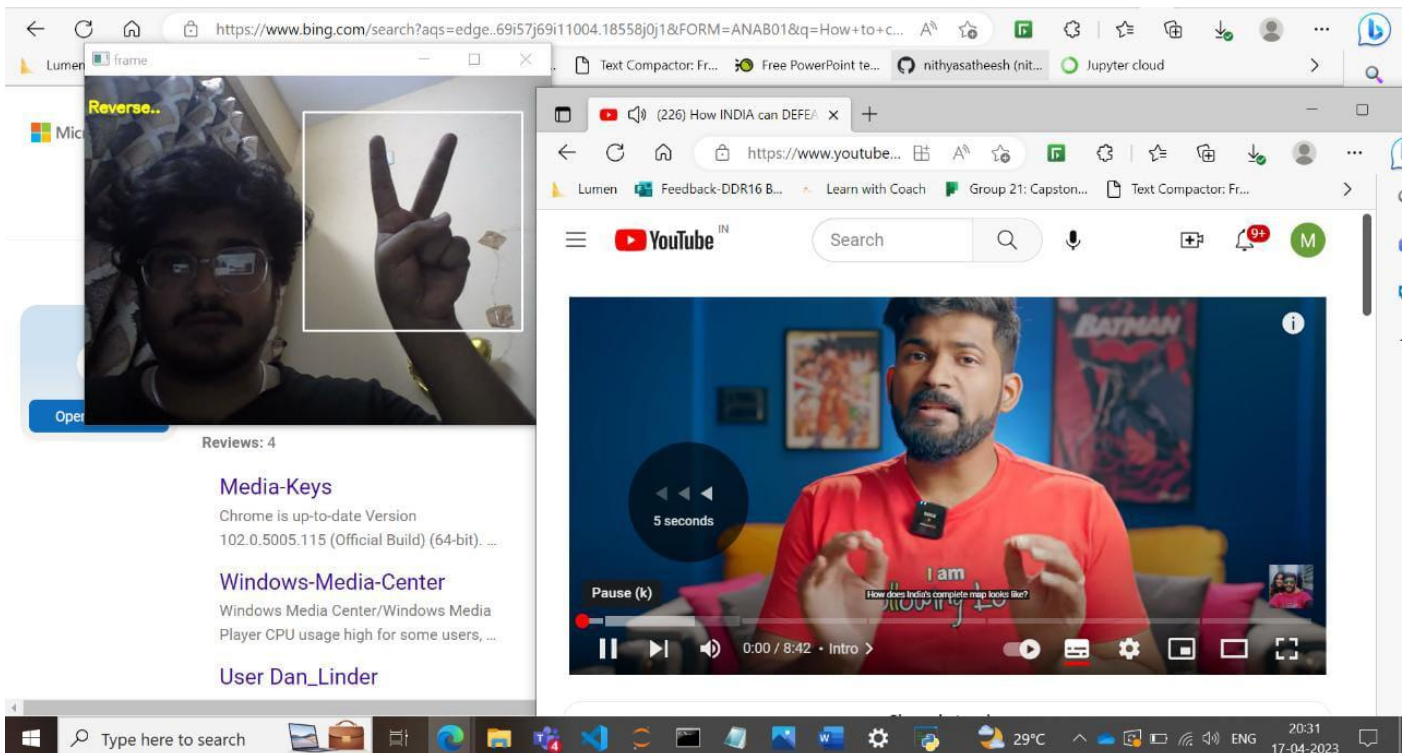 https://www.bing.com/search?aqs=edge..69i57j69i11004.18558j0j1&FORM=ANAB01&q=How+to+c...
Lumen
Text Compactor: Fr...
Free PowerPoint te...
nithyasatheesh (nit...
Jupyter cloud
frame
Reverse..
Micr
Open
Reviews: 4
Media-Keys
Chrome is up-to-date Version
102.0.5005.115 (Official Build) (64-bit). ...
Windows-Media-Center
Windows Media Center/Windows Media
Player CPU usage high for some users, ...
User Dan_Linder
(226) How INDIA can DEFEA
https://www.youtube...
Lumen
Feedback-DDR16 B...
Learn with Coach
Group 21: Capston...
Text Compactor: Fr...
YouTube IN
Search
9+
M
BATMAN
5 seconds
I am
How does India's complete map looks like?
Pause (k)
0:00 / 8:42 • Intro
Type here to search
29°C
ENG
20:31
17-04-2023